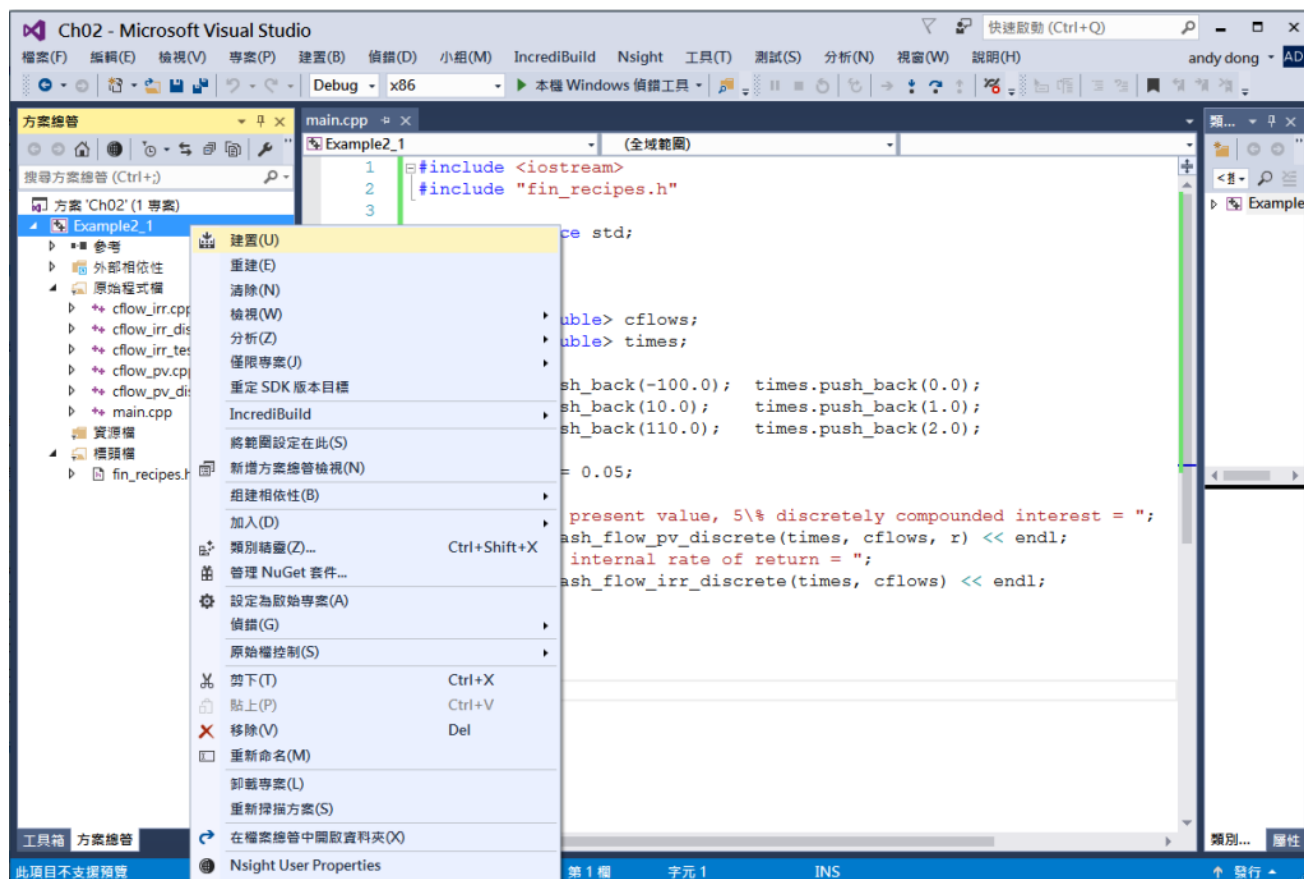 Ch02 - Microsoft Visual Studio
快速啟動 (Ctrl+Q)
檔案(F) 編輯(E) 檢視(V) 專案(P) 建置(B) 偵錯(D) 小組(M) IncrediBuild Nsight 工具(T) 測試(S) 分析(N) 視窗(W) 說明(H)
andy dong AD
Debug x86 本機 Windows 偵錯工具
方案總管
搜尋方案總管 (Ctrl+;)
方案 'Ch02' (1 專案)
Example2_1
參考
外部相依性
原始程式檔
cflow_irr.cpp
cflow_irr_dis
cflow_irr_tes
cflow_pv.cpp
cflow_pv_dis
main.cpp
資源檔
標頭檔
fin_recipes.h
工具箱 方案總管
建置(U)
重建(E)
清除(N)
檢視(W)
分析(Z)
僅限專案(J)
重定 SDK 版本目標
IncrediBuild
將範圍設定在此(S)
新增方案總管檢視(N)
組建相依性(B)
加入(D)
類別精靈(Z)... Ctrl+Shift+X
管理 NuGet 套件...
設定為啟始專案(A)
偵錯(G)
原始檔控制(S)
剪下(T) Ctrl+X
貼上(P) Ctrl+V
移除(V) Del
重新命名(M)
卸載專案(L)
重新掃描方案(S)
在檔案總管中開啟資料夾(X)
Nsight User Properties
main.cpp
Example2_1 (全域範圍)
1 #include <iostream>
2 #include "fin_recipes.h"
3
ce std;
uble> cflows;
uble> times;
sh_back(-100.0); times.push_back(0.0);
sh_back(10.0); times.push_back(1.0);
sh_back(110.0); times.push_back(2.0);
= 0.05;
present value, 5\% discretely compounded interest = ";
ash_flow_pv_discrete(times, cflows, r) << endl;
internal rate of return = ";
ash_flow_irr_discrete(times, cflows) << endl;
類...
Example
類別... 屬性
此項目不支援預覽 第 1 欄 字元 1 INS 發行